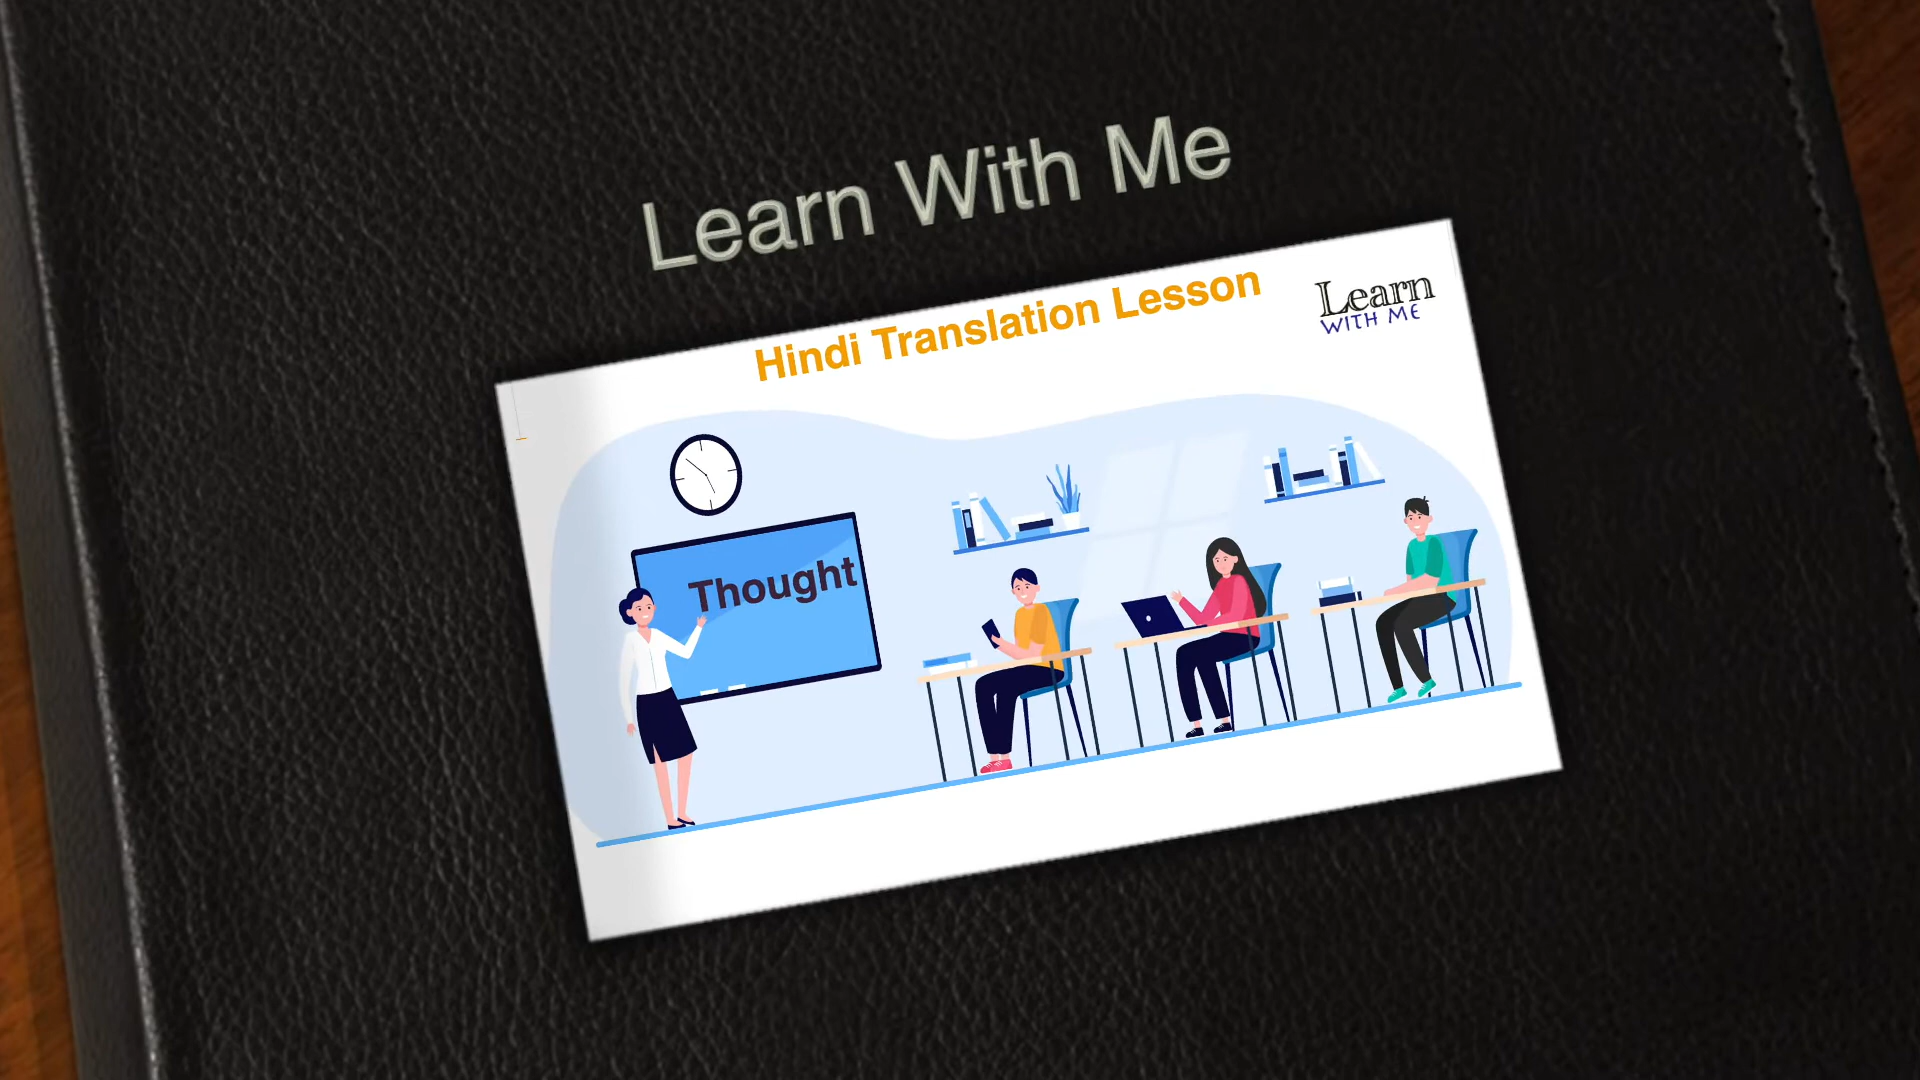 Learn With Me
Hindi Translation Lesson
Learn
WITH ME
Thought